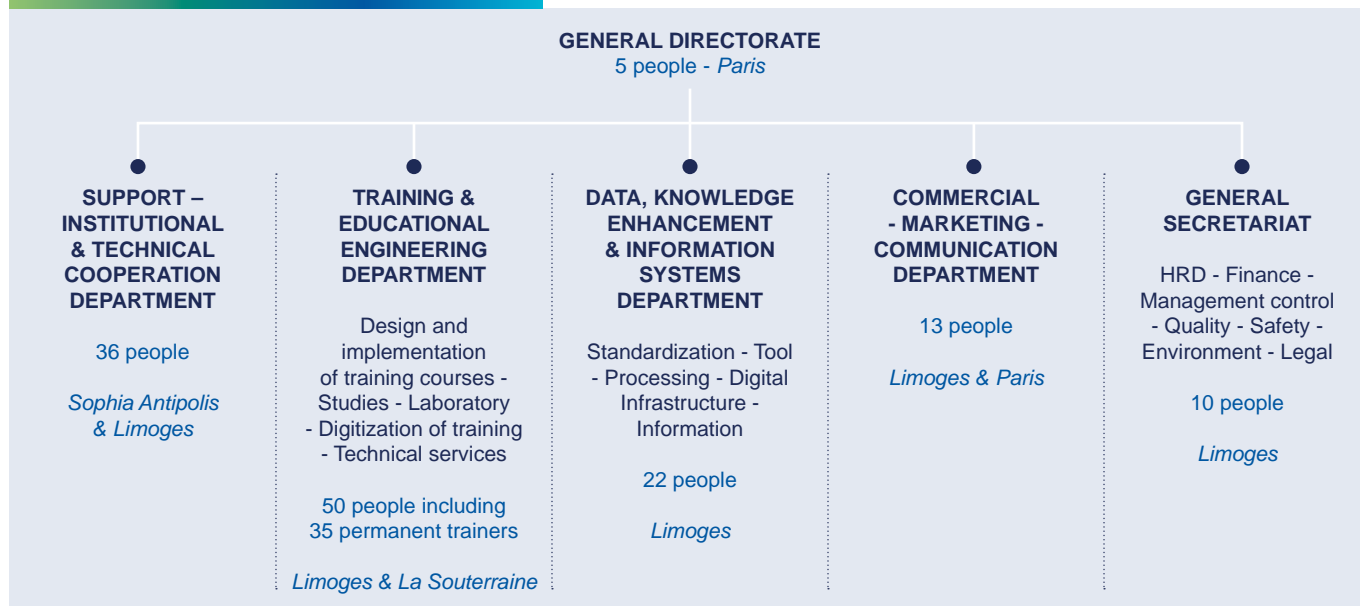 GENERAL DIRECTORATE
5 people - Paris
SUPPORT –
INSTITUTIONAL
& TECHNICAL
COOPERATION
DEPARTMENT
36 people
Sophia Antipolis
& Limoges
TRAINING &
EDUCATIONAL
ENGINEERING
DEPARTMENT
Design and
implementation
of training courses -
Studies - Laboratory
- Digitization of training
- Technical services
50 people including
35 permanent trainers
Limoges & La Souterraine
DATA, KNOWLEDGE
ENHANCEMENT
& INFORMATION
SYSTEMS
DEPARTMENT
Standardization - Tool
- Processing - Digital
Infrastructure -
Information
22 people
Limoges
COMMERCIAL
- MARKETING -
COMMUNICATION
DEPARTMENT
13 people
Limoges & Paris
GENERAL
SECRETARIAT
HRD - Finance -
Management control
- Quality - Safety -
Environment - Legal
10 people
Limoges